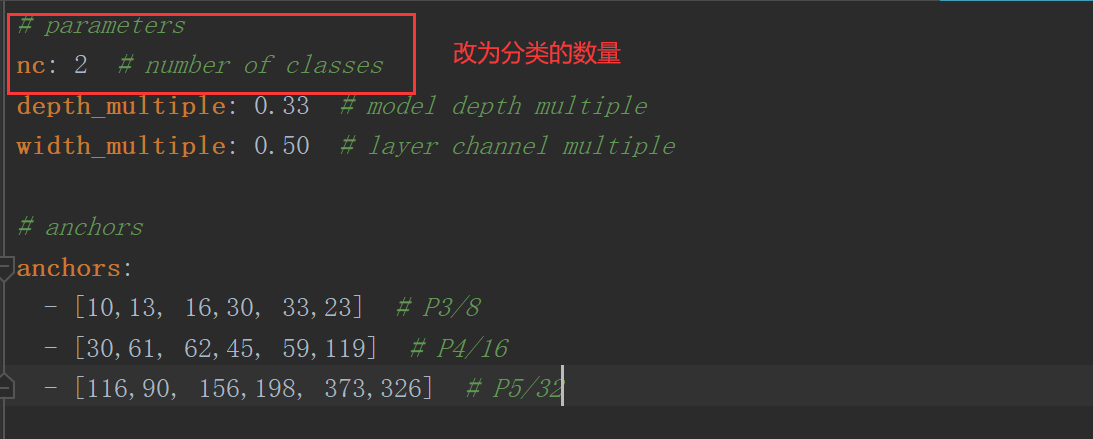 # parameters
nc: 2  # number of classes
改为分类的数量
depth_multiple: 0.33  # model depth multiple
width_multiple: 0.50  # layer channel multiple
# anchors
anchors:
  - [10,13, 16,30, 33,23]  # P3/8
  - [30,61, 62,45, 59,119]  # P4/16
  - [116,90, 156,198, 373,326]  # P5/32